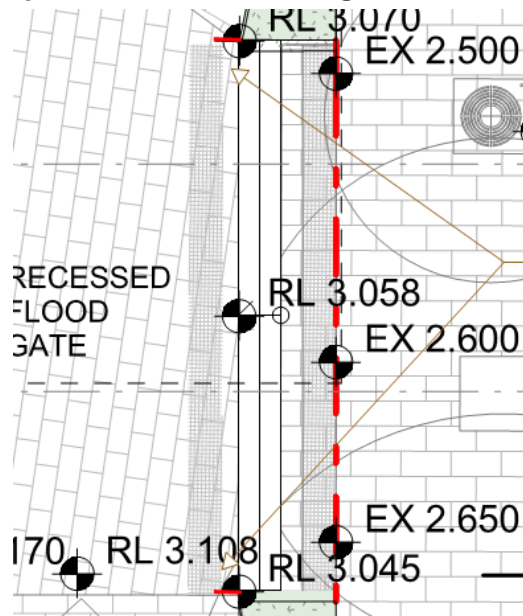 RL 3.070
EX 2.500
RECESSED
FLOOD
GATE
RL 3.058
EX 2.600
EX 2.650
170
RL 3.108
RL 3.045